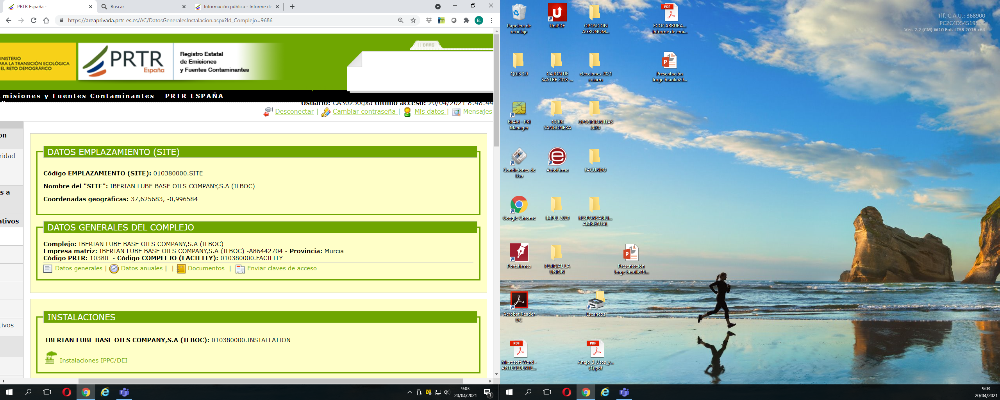 PRTR España -
Buscar
Información pública - Informe de
https://areaprivada.prtr-es.es/AC/DatosGeneralesInstalacion.aspx?Id_Complejo=9686
B.
INISTERIO
ARA LA TRANSICIÓN ECOLÓGICA
EL RETO DEMOGRÁFICO
PRTR
España
Registro Estatal
de Emisiones
y Fuentes Contaminantes
DRAG
Emisiones y Fuentes Contaminantes - PRTR ESPAÑA
Usuario: CA30250gxa Último acceso: 20/04/2021 8:48:44
Desconectar | Cambiar contraseña | Mis datos | Mensajes
on
ridad
s a
ativos
tivos
DATOS EMPLAZAMIENTO (SITE)
Código EMPLAZAMIENTO (SITE): 010380000.SITE
Nombre del "SITE": IBERIAN LUBE BASE OILS COMPANY,S.A (ILBOC)
Coordenadas geográficas: 37,625683, -0,996584
DATOS GENERALES DEL COMPLEJO
Complejo: IBERIAN LUBE BASE OILS COMPANY,S.A (ILBOC)
Empresa matriz: IBERIAN LUBE BASE OILS COMPANY,S.A (ILBOC) -A86442704 - Provincia: Murcia
Código PRTR: 10380 - Código COMPLEJO (FACILITY): 010380000.FACILITY
Datos generales | Datos anuales | | Documentos | Enviar claves de acceso
INSTALACIONES
IBERIAN LUBE BASE OILS COMPANY,S.A (ILBOC): 010380000.INSTALLATION
Instalaciones IPPC/DEI
9:03
20/04/2021
1
Papelera de
reciclaje
UniPDF
OPOSICON
AGRONOM...
PDF
ECOCARBURA...
Informe de emi...
Tlf. C.A.U.: 368900
PC2C4D5451956C
Ver. 2.2 (CM) W10 Ent. LTSB 2016 x64
QGIS 3.0
CAJON DE
SASTRE 2018-...
elecciones 2021
coiarm
Presentación
Jorge braulio20...
Bit4id - PKI
Manager
CCRR
SANGONERA
OPOSICION ITAS
2020
Condiciones de
Uso
AutoFirma
FACUNDO
Google Chrome
IMPEL 2020
RESPONSABILI...
AMBIENTAL
Portafirmas
PERICIAL LA
UNION
Presentación
Jorge braulio19...
Acrobat Reader
DC
Escaneos
PDF
Microsoft Word -
ANTECEDENTE...
PDF
Anejo_3_Usos_y...
(1).pdf
9:03
20/04/2021